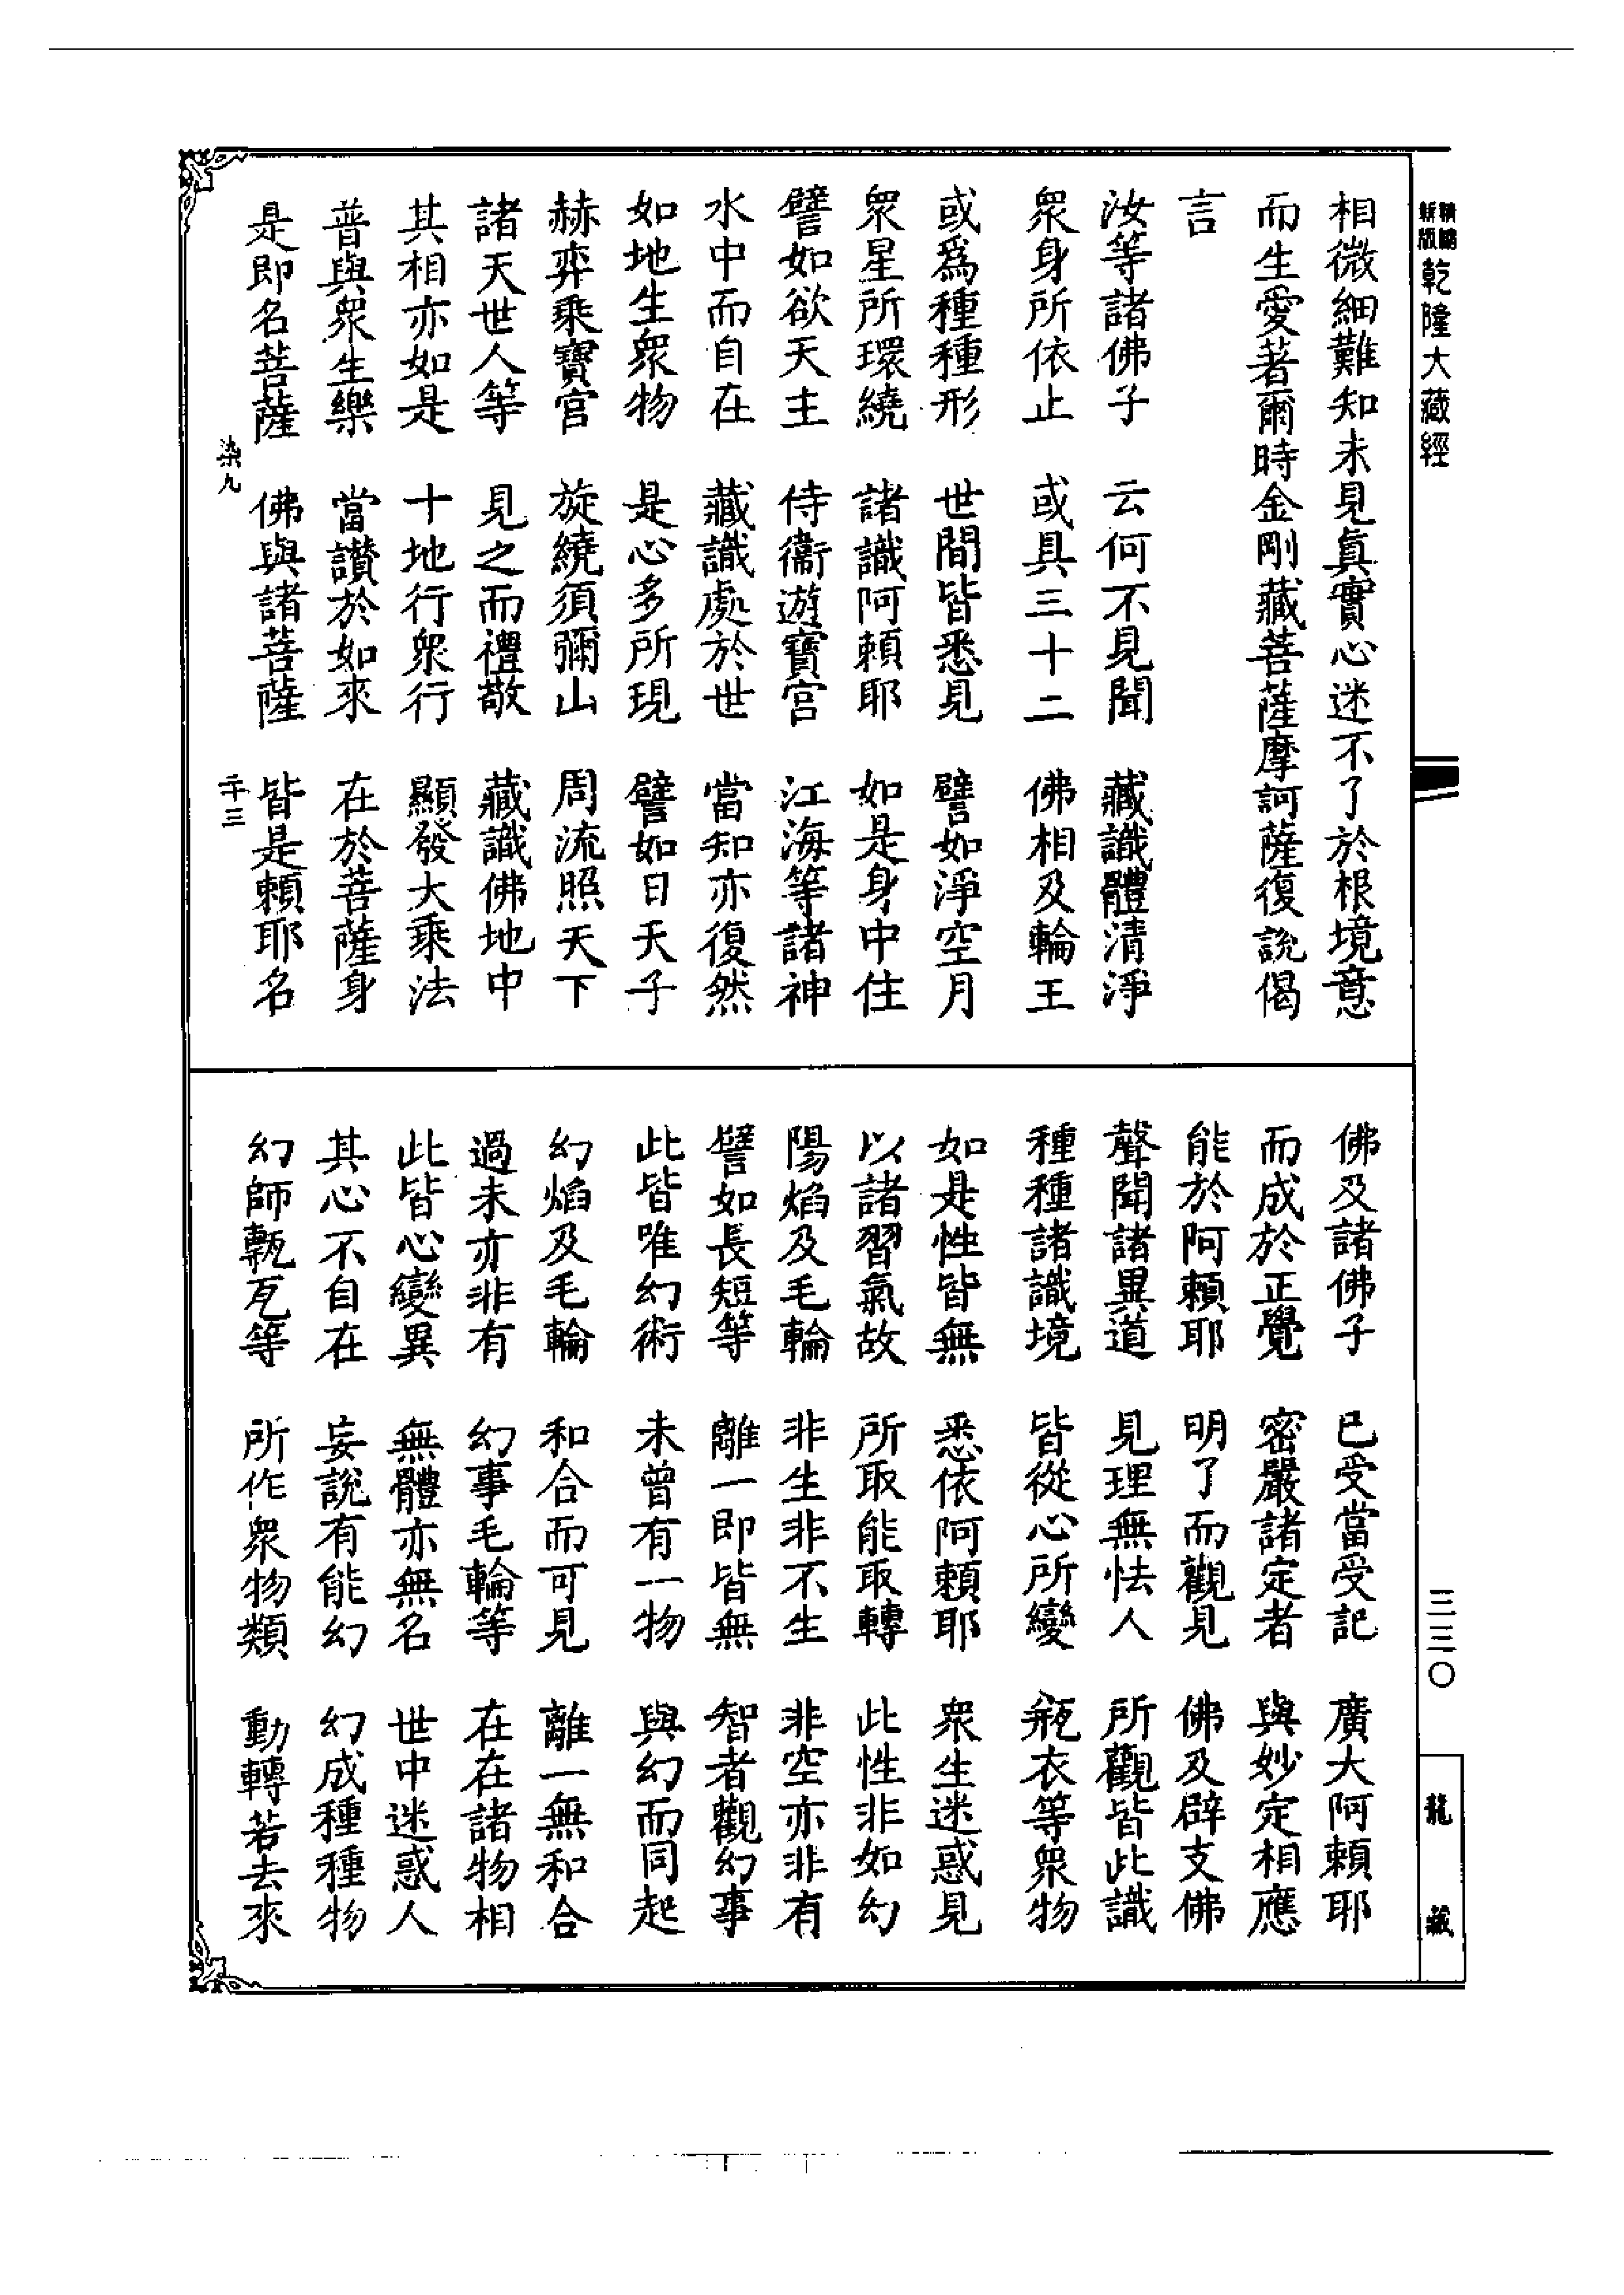 精縮
新版
乾隆大藏經
相微細難知未見眞實心迷不了於根境意
而生愛著爾時金剛藏菩薩摩訶薩復說偈
言
汝等諸佛子 云何不見聞 藏識體清淨
眾身所依止 或具三十二 佛相及輪王
或爲種種形 世間皆悉見 譬如淨空月
眾星所環繞 諸識阿賴耶 如是身中住
譬如欲天主 侍衞遊寶宮 江海等諸神
水中而自在 藏識處於世 當知亦復然
如地生眾物 是心多所現 譬如日天子
赫弈乘寶宮 旋繞須彌山 周流照天下
諸天世人等 見之而禮敬 藏識佛地中
其相亦如是 十地行眾行 顯發大乘法
普與眾生樂 當讚於如來 在於菩薩身
是即名菩薩 佛與諸菩薩 皆是賴耶名
染九
佛及諸佛子 已受當受記 廣大阿賴耶
而成於正覺 密嚴諸定者 與妙定相應
能於阿賴耶 明了而觀見 佛及辟支佛
聲聞諸異道 見理無怯人 所觀皆此識
種種諸識境 皆從心所變 瓶衣等眾物
如是性皆無 悉依阿賴耶 眾生迷惑見
以諸習氣故 所取能取轉 此性非如幻
陽焰及毛輪 非生非不生 非空亦非有
譬如長短等 離一即皆無 智者觀幻事
此皆唯幻術 未曾有一物 與幻而同起
幻焰及毛輪 和合而可見 離一無和合
過未亦非有 幻事毛輪等 在在諸物相
此皆心變異 無體亦無名 世中迷惑人
其心不自在 妄說有能幻 幻成種種物
幻師甎瓦等 所作眾物類 動轉若去來
三三〇
龍藏